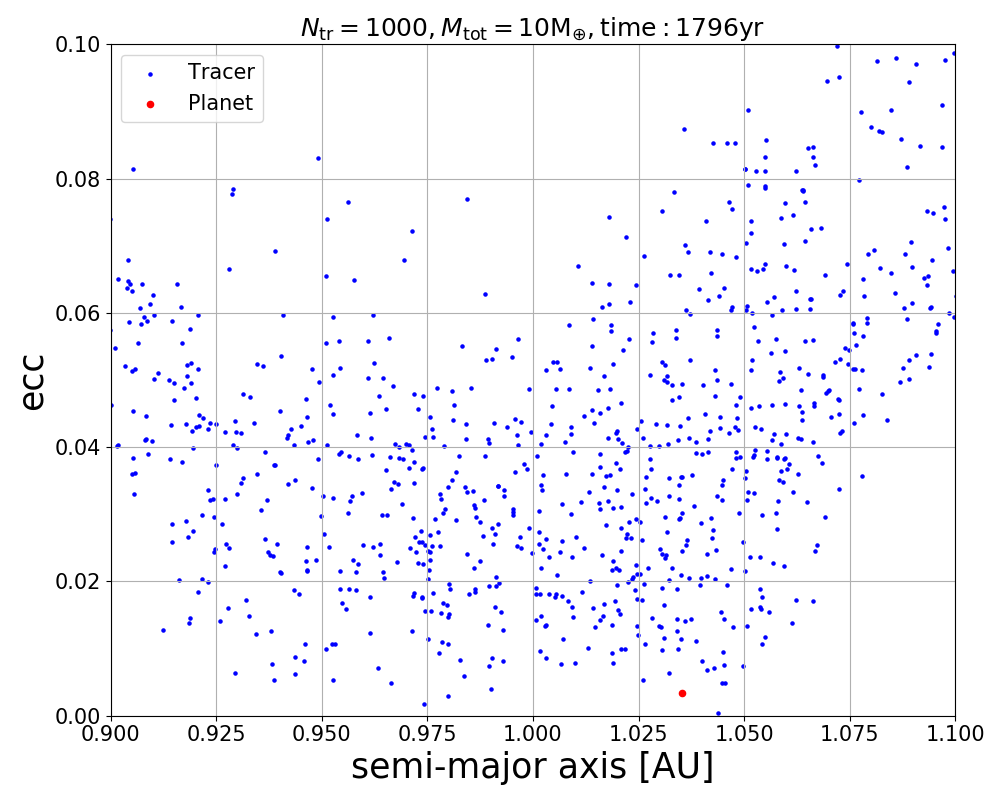 N_tr = 1000, M_tot = 10M_⊕, time : 1796yr
Tracer
Planet
0.10
0.08
0.06
0.04
0.02
0.00
ecc
0.900 0.925 0.950 0.975 1.000 1.025 1.050 1.075 1.100
semi-major axis [AU]